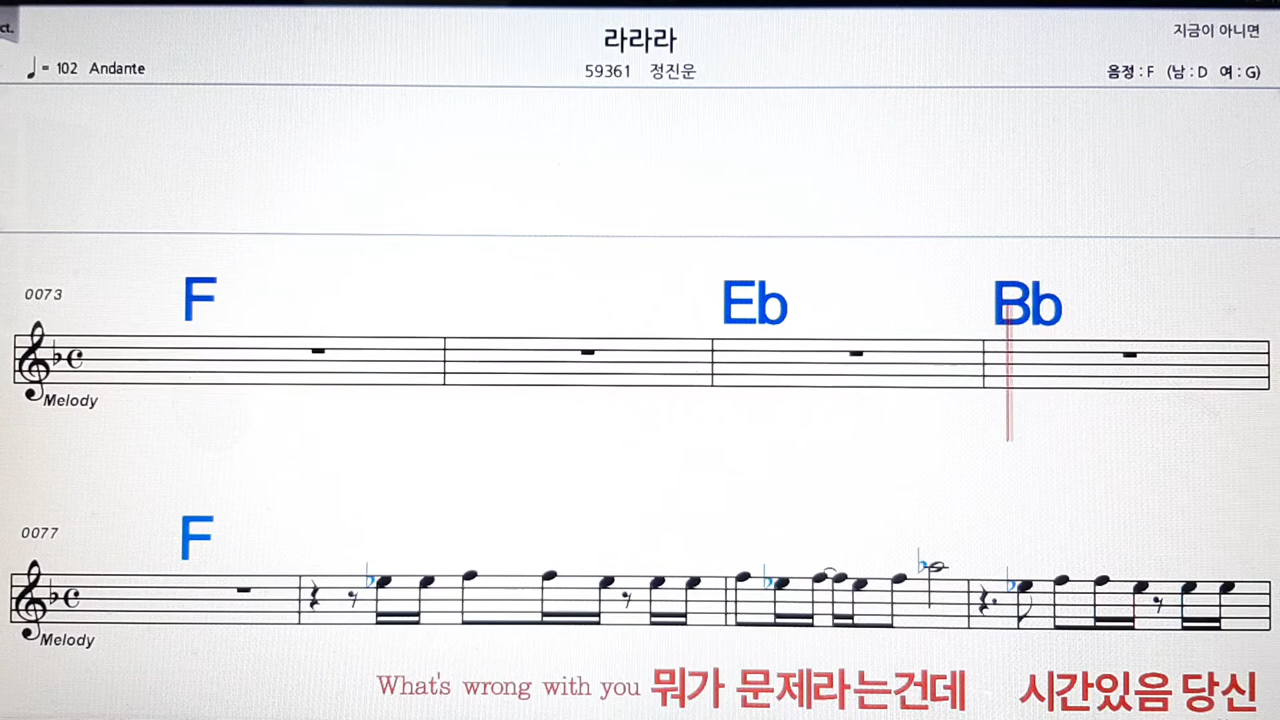 ct.
라라라
지금이 아니면
♩ = 102 Andante
59361 정진운
음정 : F (남 : D 여 : G)
0073
F Eb Bb
Melody
0077
F
Melody
What's wrong with you 뭐가 문제라는건데 시간있음 당신